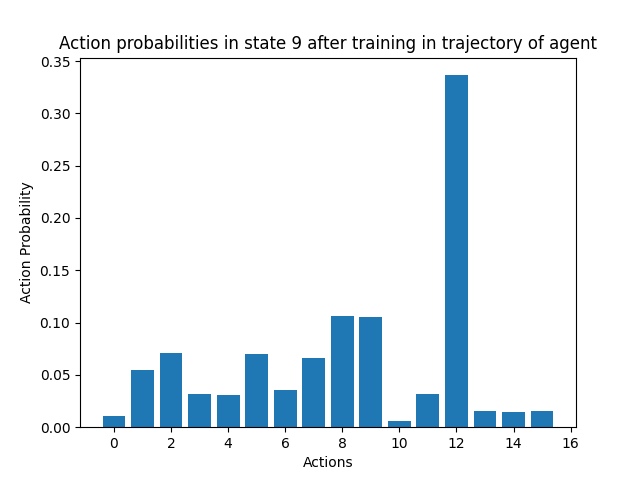 Action probabilities in state 9 after training in trajectory of agent
0.35
0.30
0.25
0.20
0.15
0.10
0.05
0.00
Action Probability
0 2 4 6 8 10 12 14 16
Actions